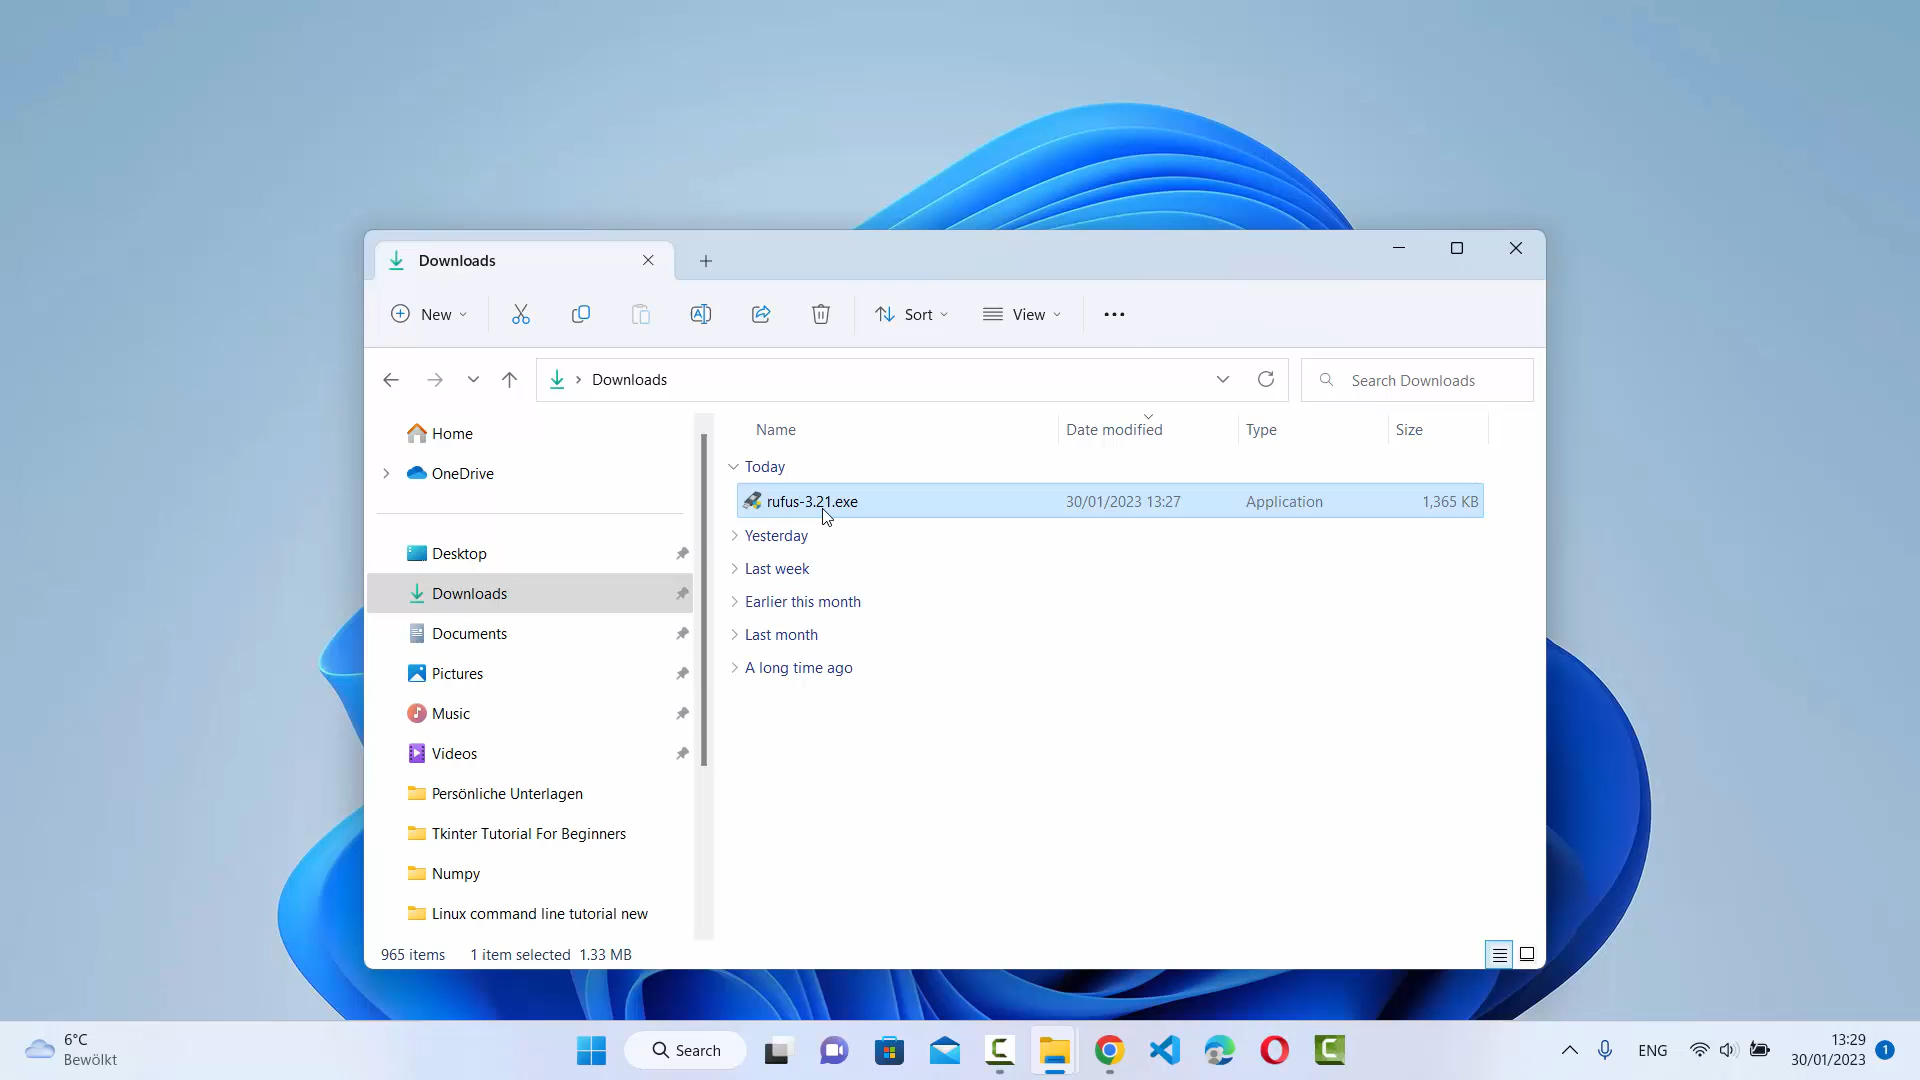 Downloads
New
Sort
View
Downloads
Search Downloads
Home
OneDrive
Desktop
Downloads
Documents
Pictures
Music
Videos
Persönliche Unterlagen
Tkinter Tutorial For Beginners
Numpy
Linux command line tutorial new
Name Date modified Type Size
Today
rufus-3.21.exe 30/01/2023 13:27 Application 1,365 KB
Yesterday
Last week
Earlier this month
Last month
A long time ago
965 items 1 item selected 1.33 MB
6°C
Bewölkt
Search
ENG
13:29
30/01/2023
1